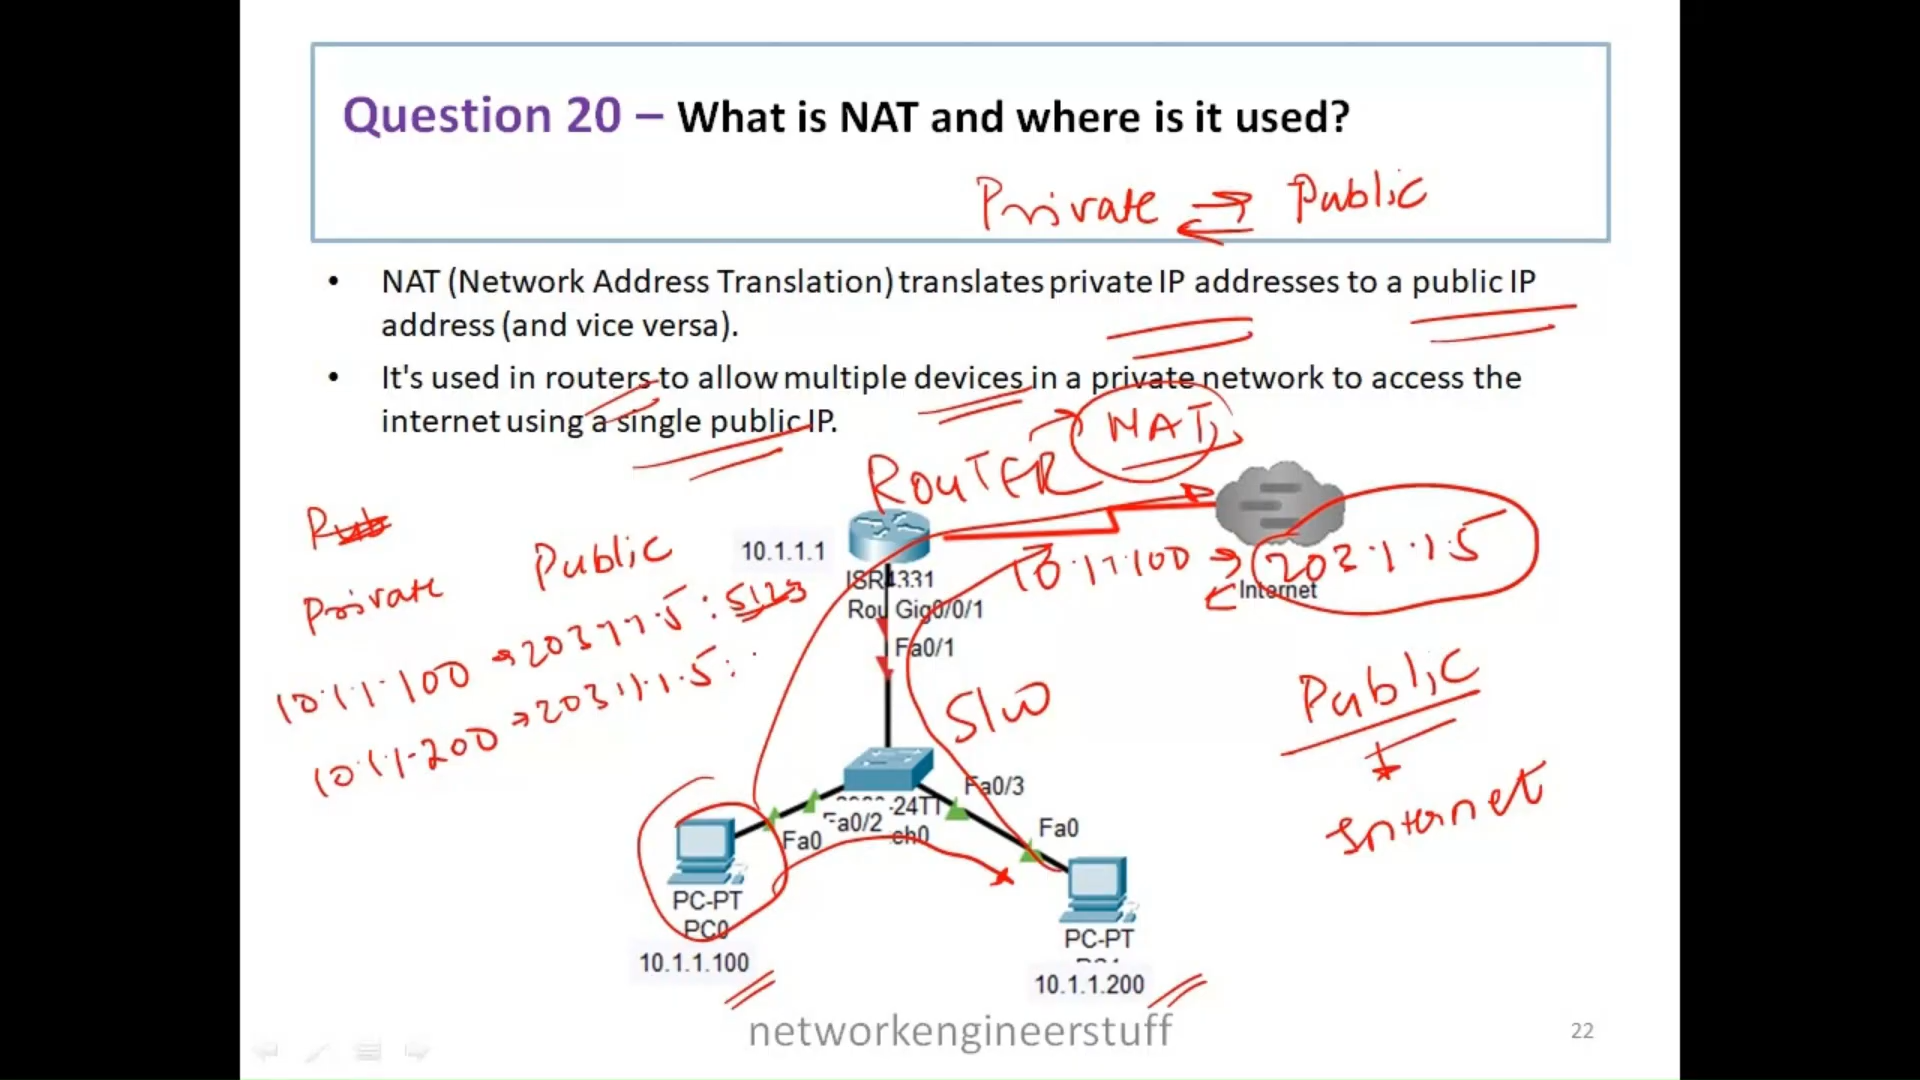 Question 20 – What is NAT and where is it used?
Private Public
• NAT (Network Address Translation) translates private IP addresses to a public IP
address (and vice versa).
• It's used in routers to allow multiple devices in a private network to access the
internet using a single public IP.
NAT
ROUTER
Private Public
10.1.1.1
10.1.1.100 203.1.1.5
Internet
ISR4331
Rou Gig0/0/1
Fa0/1
10.1.1.100 203.1.1.5 : 5123
10.1.1.200 203.1.1.5 :
S/W
Public
Internet
Fa0/3
-24TT
Fa0/2
ch0
Fa0
Fa0
PC-PT
PC0
10.1.1.100
PC-PT
10.1.1.200
networkengineerstuff
22